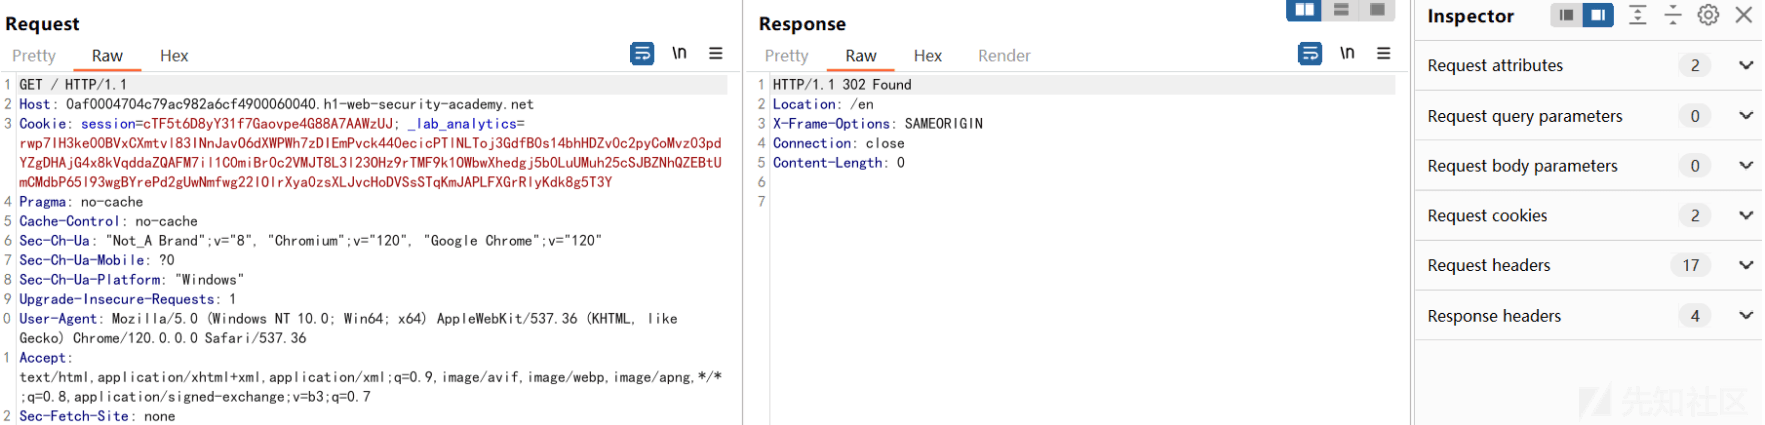 Request
Pretty Raw Hex \n
1 GET / HTTP/1.1
2 Host: 0af0004704c79ac982a6cf4900060040.h1-web-security-academy.net
3 Cookie: session=cTF5t6D8yY31f7Gaovpe4G88A7AAWzUJ; _lab_analytics=
rwp7IH3ke0OBVxCXmtvI83INnJavO6dXWPWh7zDIEmPvck440ecicPTINLToj3GdfB0s14bhHDZv0c2pyCoMvz03pd
YZgDHAjG4x8kVqddaZQAFM7iI1COmiBr0c2VMJT8L3I230Hz9rTMF9k10WbwXhedgj5b0LuUMuh25cSJBZNhQZEBtU
mCMdbP65I93wgBYrePd2gUwNmfwg22IOIrXya0zsXLJvcHoDVSsSTqKmJAPLFXGrRIyKdk8g5T3Y
4 Pragma: no-cache
5 Cache-Control: no-cache
6 Sec-Ch-Ua: "Not_A Brand";v="8", "Chromium";v="120", "Google Chrome";v="120"
7 Sec-Ch-Ua-Mobile: ?0
8 Sec-Ch-Ua-Platform: "Windows"
9 Upgrade-Insecure-Requests: 1
0 User-Agent: Mozilla/5.0 (Windows NT 10.0; Win64; x64) AppleWebKit/537.36 (KHTML, like
Gecko) Chrome/120.0.0.0 Safari/537.36
1 Accept:
text/html,application/xhtml+xml,application/xml;q=0.9,image/avif,image/webp,image/apng,*/*
;q=0.8,application/signed-exchange;v=b3;q=0.7
2 Sec-Fetch-Site: none
Response
Pretty Raw Hex Render \n
1 HTTP/1.1 302 Found
2 Location: /en
3 X-Frame-Options: SAMEORIGIN
4 Connection: close
5 Content-Length: 0
6
7
Inspector
Request attributes 2
Request query parameters 0
Request body parameters 0
Request cookies 2
Request headers 17
Response headers 4
先知社区